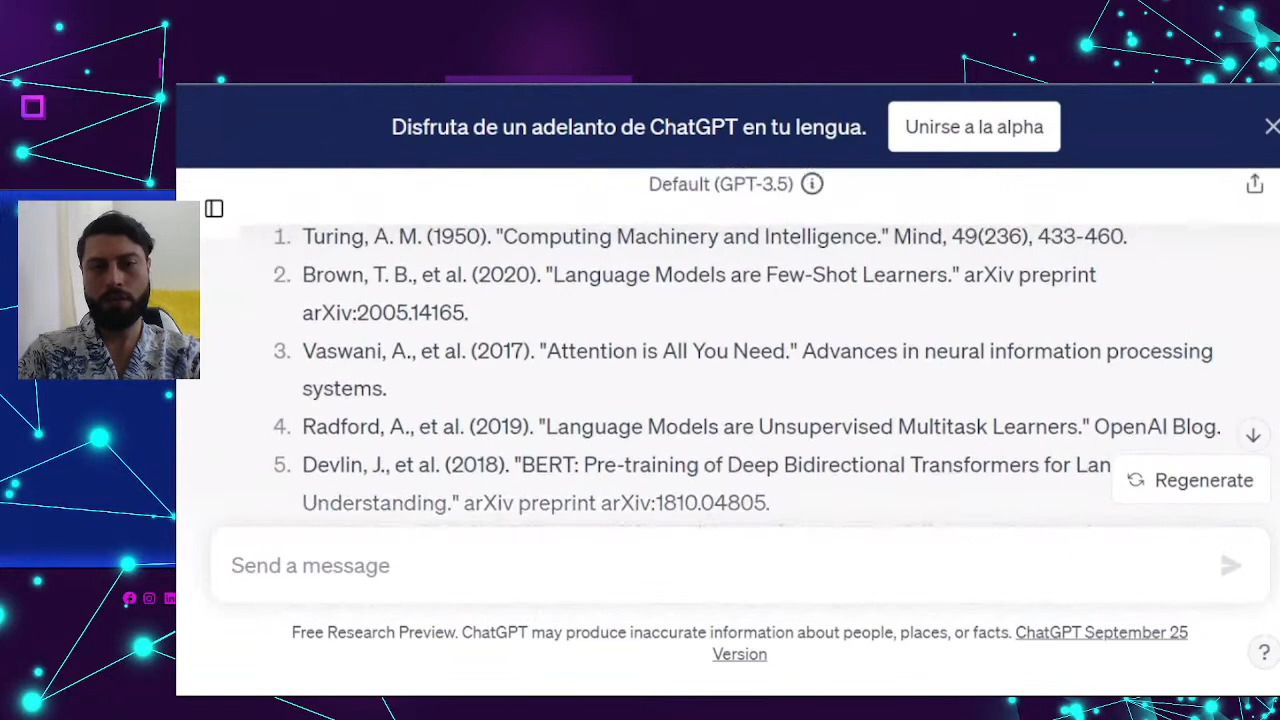 Disfruta de un adelanto de ChatGPT en tu lengua.
Unirse a la alpha
Default (GPT-3.5)
1. Turing, A. M. (1950). "Computing Machinery and Intelligence." Mind, 49(236), 433-460.
2. Brown, T. B., et al. (2020). "Language Models are Few-Shot Learners." arXiv preprint
arXiv:2005.14165.
3. Vaswani, A., et al. (2017). "Attention is All You Need." Advances in neural information processing
systems.
4. Radford, A., et al. (2019). "Language Models are Unsupervised Multitask Learners." OpenAI Blog.
5. Devlin, J., et al. (2018). "BERT: Pre-training of Deep Bidirectional Transformers for Lan
Understanding." arXiv preprint arXiv:1810.04805.
Regenerate
Send a message
Free Research Preview. ChatGPT may produce inaccurate information about people, places, or facts. ChatGPT September 25
Version
?